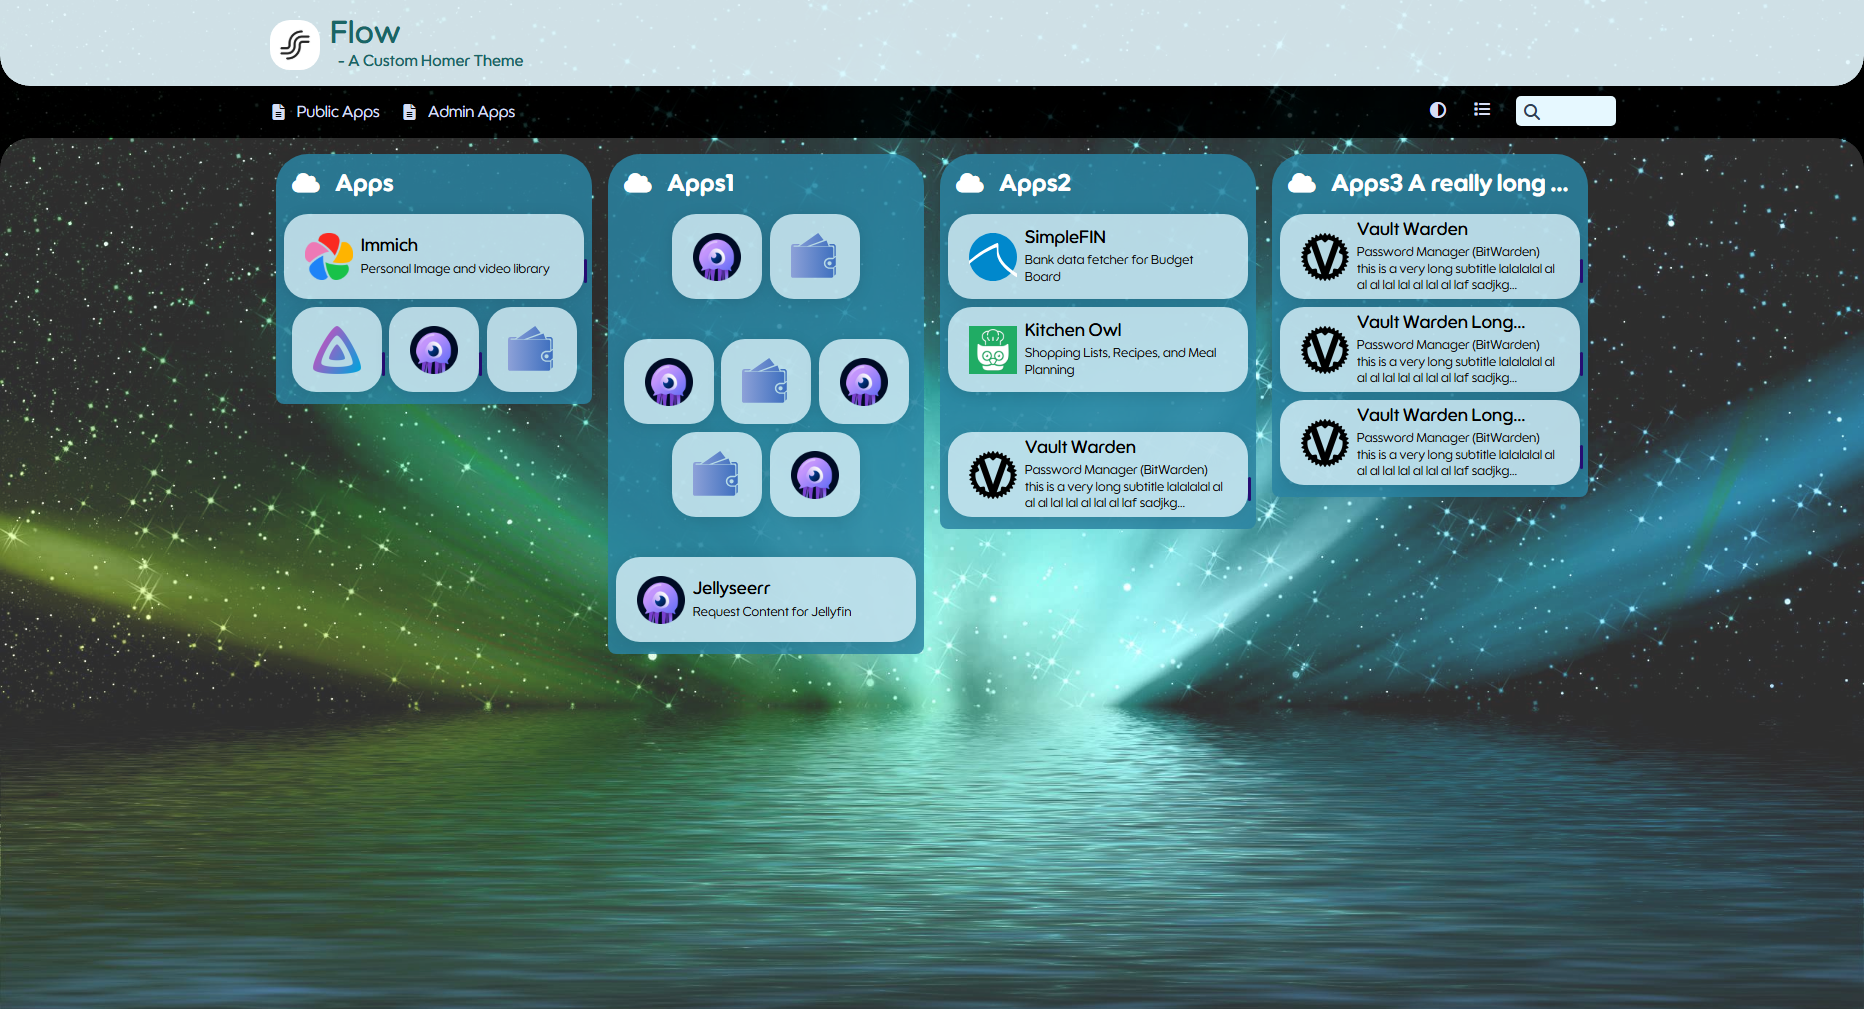 Flow
- A Custom Homer Theme
Public Apps
Admin Apps
Apps
Immich
Personal Image and video library
Apps1
Jellyseerr
Request Content for Jellyfin
Apps2
SimpleFIN
Bank data fetcher for Budget
Board
Kitchen Owl
Shopping Lists, Recipes, and Meal
Planning
Vault Warden
Password Manager (BitWarden)
this is a very long subtitle lalalalal al
al al lal lal al lal al laf sadjkg...
Apps3 A really long ...
Vault Warden
Password Manager (BitWarden)
this is a very long subtitle lalalalal al
al al lal lal al lal al laf sadjkg...
Vault Warden Long...
Password Manager (BitWarden)
this is a very long subtitle lalalalal al
al al lal lal al lal al laf sadjkg...
Vault Warden Long...
Password Manager (BitWarden)
this is a very long subtitle lalalalal al
al al lal lal al lal al laf sadjkg...